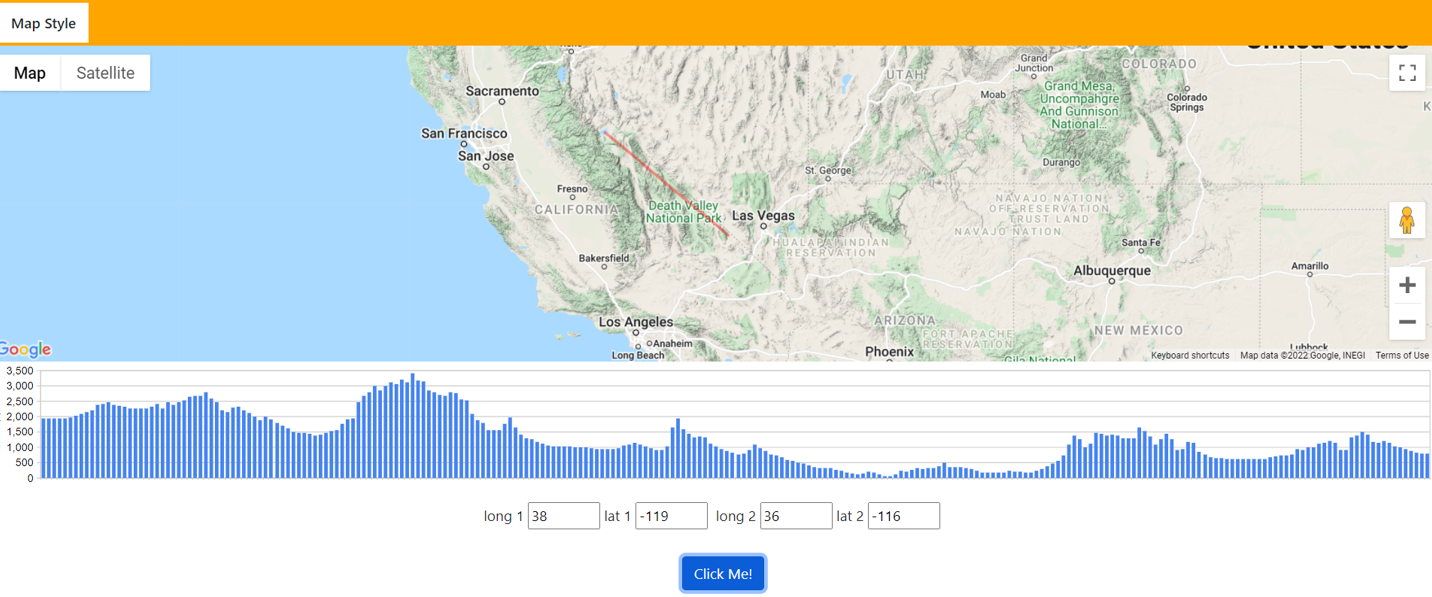 Map Style
Map Satellite
United States
Sacramento
San Francisco
San Jose
Fresno
CALIFORNIA
Death Valley
National Park
Las Vegas
Bakersfield
Los Angeles
Anaheim
Long Beach
UTAH
St. George
Grand
Junction
Moab
COLORADO
Grand Mesa,
Uncompahgre
And Gunnison
National...
Colorado
Springs
Durango
NAVAJO NATION
OFF-RESERVATION
TRUST LAND
NAVAJO NATION
HUALAPAI INDIAN
RESERVATION
Santa Fe
Albuquerque
Amarillo
ARIZONA
FORT APACHE
RESERVATION
NEW MEXICO
Phoenix
Gila National
Lubbock
Google
Keyboard shortcuts Map data ©2022 Google, INEGI Terms of Use
3,500
3,000
2,500
2,000
1,500
1,000
500
0
long 1 38 lat 1 -119 long 2 36 lat 2 -116
Click Me!